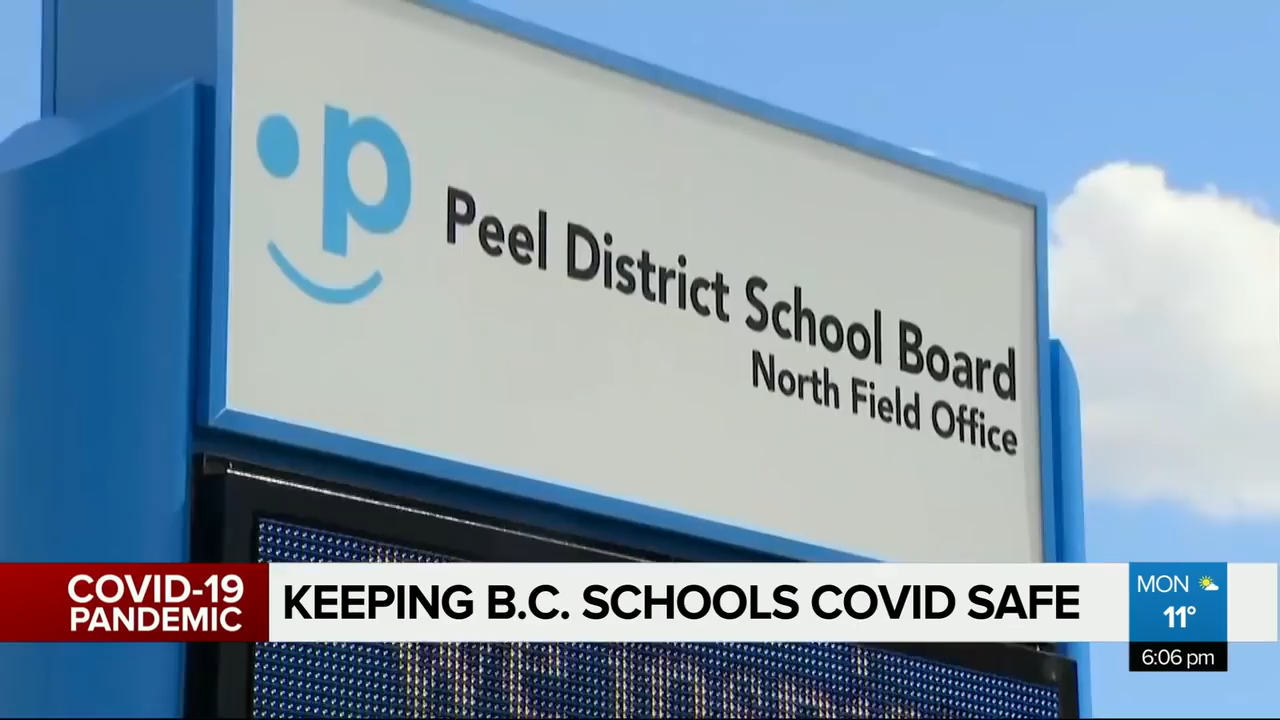 p
Peel District School Board
North Field Office
COVID-19
PANDEMIC
KEEPING B.C. SCHOOLS COVID SAFE
MON
11°
6:06 pm